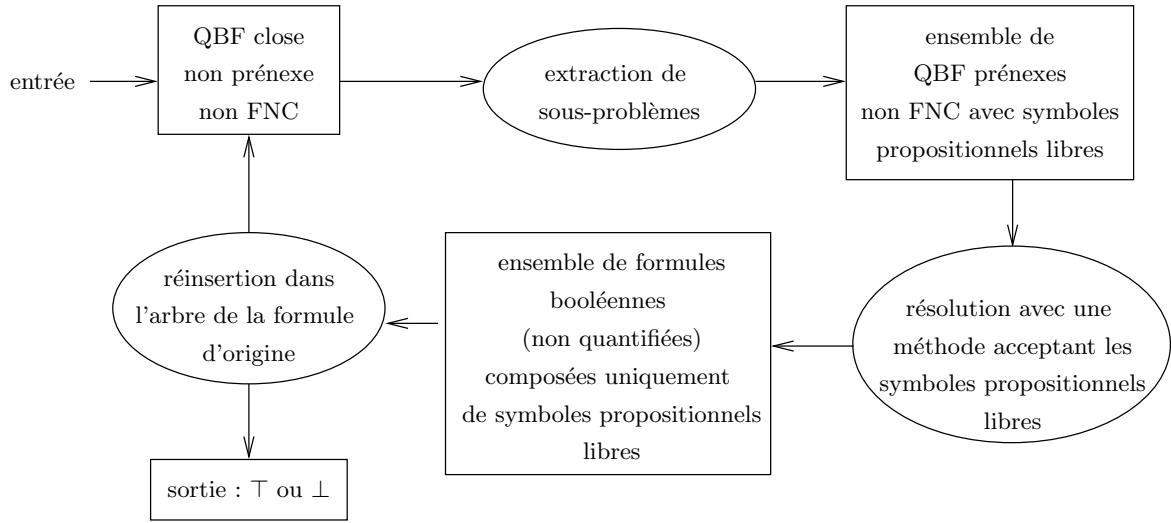 entrée
QBF close
non prénexe
non FNC
extraction de
sous-problèmes
ensemble de
QBF prénexes
non FNC avec symboles
propositionnels libres
résolution avec une
méthode acceptant les
symboles propositionnels
libres
ensemble de formules
booléennes
(non quantifiées)
composées uniquement
de symboles propositionnels
libres
réinsertion dans
l'arbre de la formule
d'origine
sortie : ⊤ ou ⊥